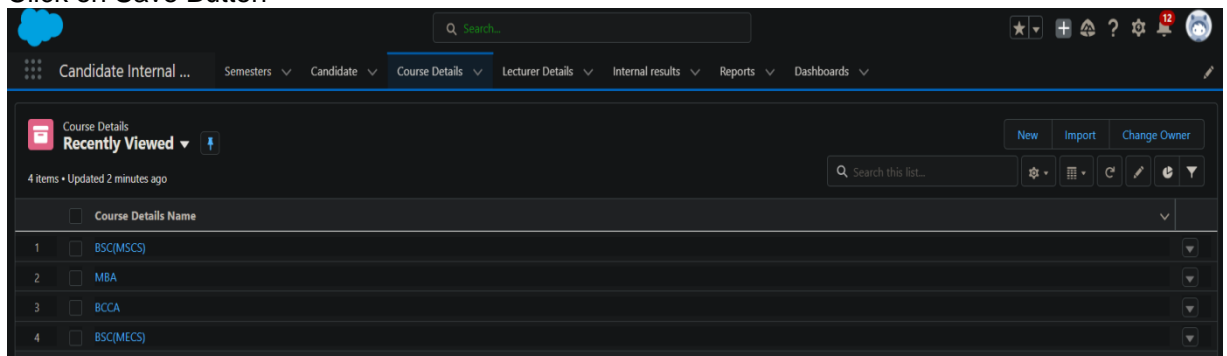 Click on Save Button
Search...
12
Candidate Internal ... Semesters Candidate Course Details Lecturer Details Internal results Reports Dashboards
Course Details
Recently Viewed
New Import Change Owner
4 items • Updated 2 minutes ago
Search this list...
Course Details Name
1 BSC(MSCS)
2 MBA
3 BCCA
4 BSC(MECS)